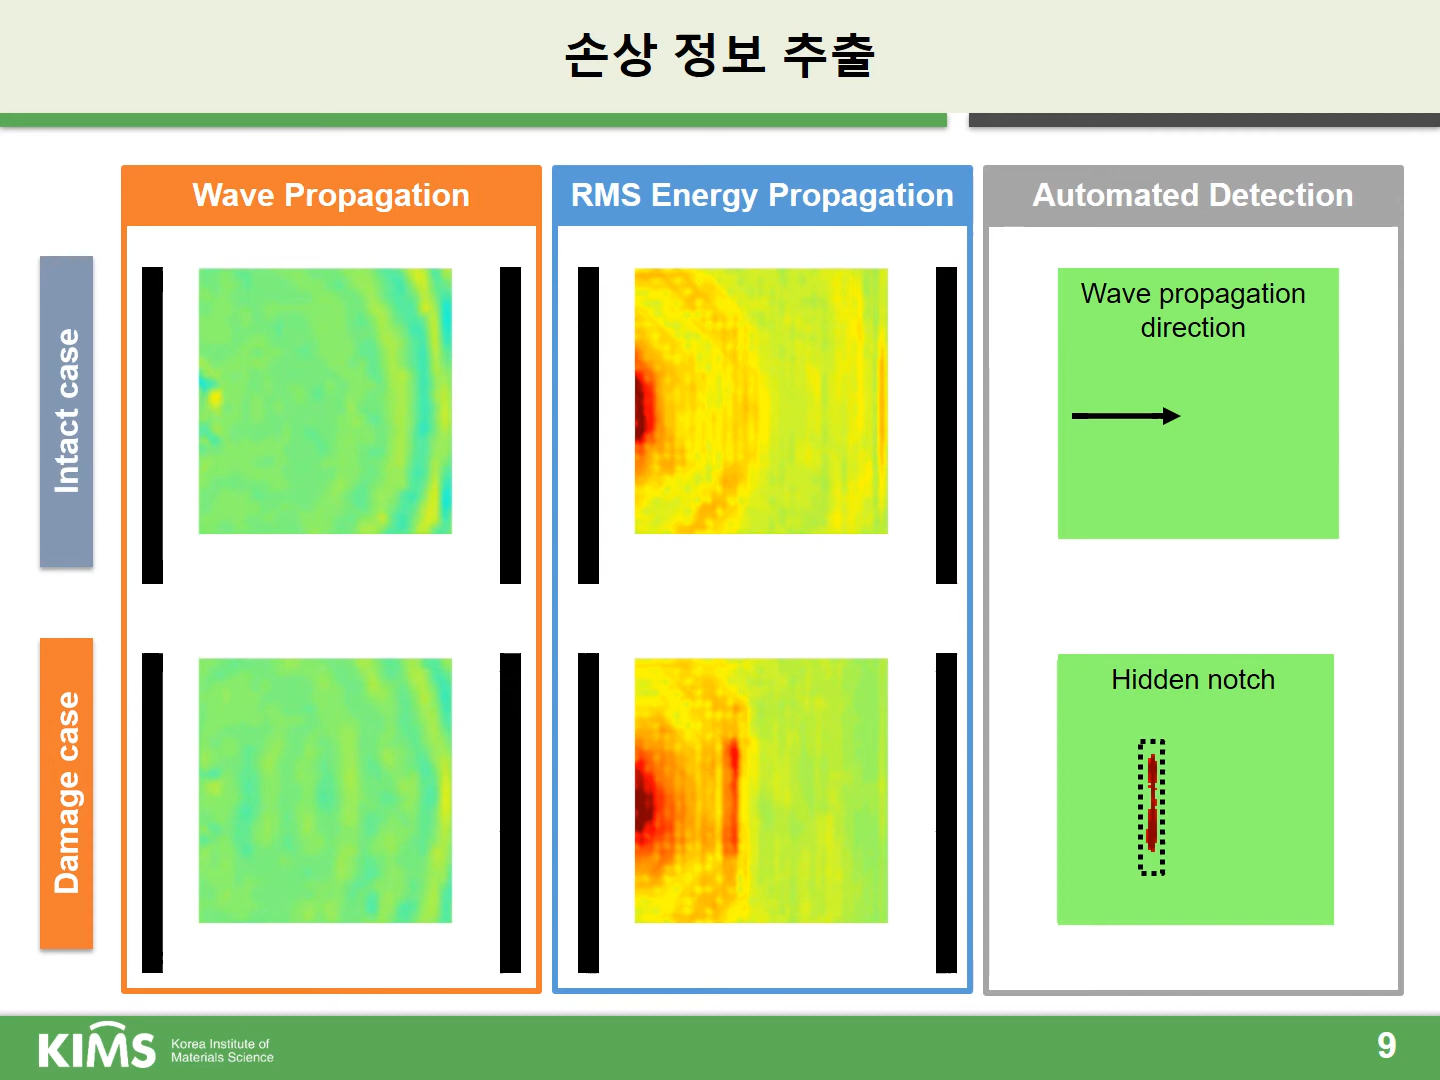 손상 정보 추출
Wave Propagation
RMS Energy Propagation
Automated Detection
Intact case
Wave propagation
direction
Damage case
Hidden notch
KIMS
Korea Institute of
Materials Science
9